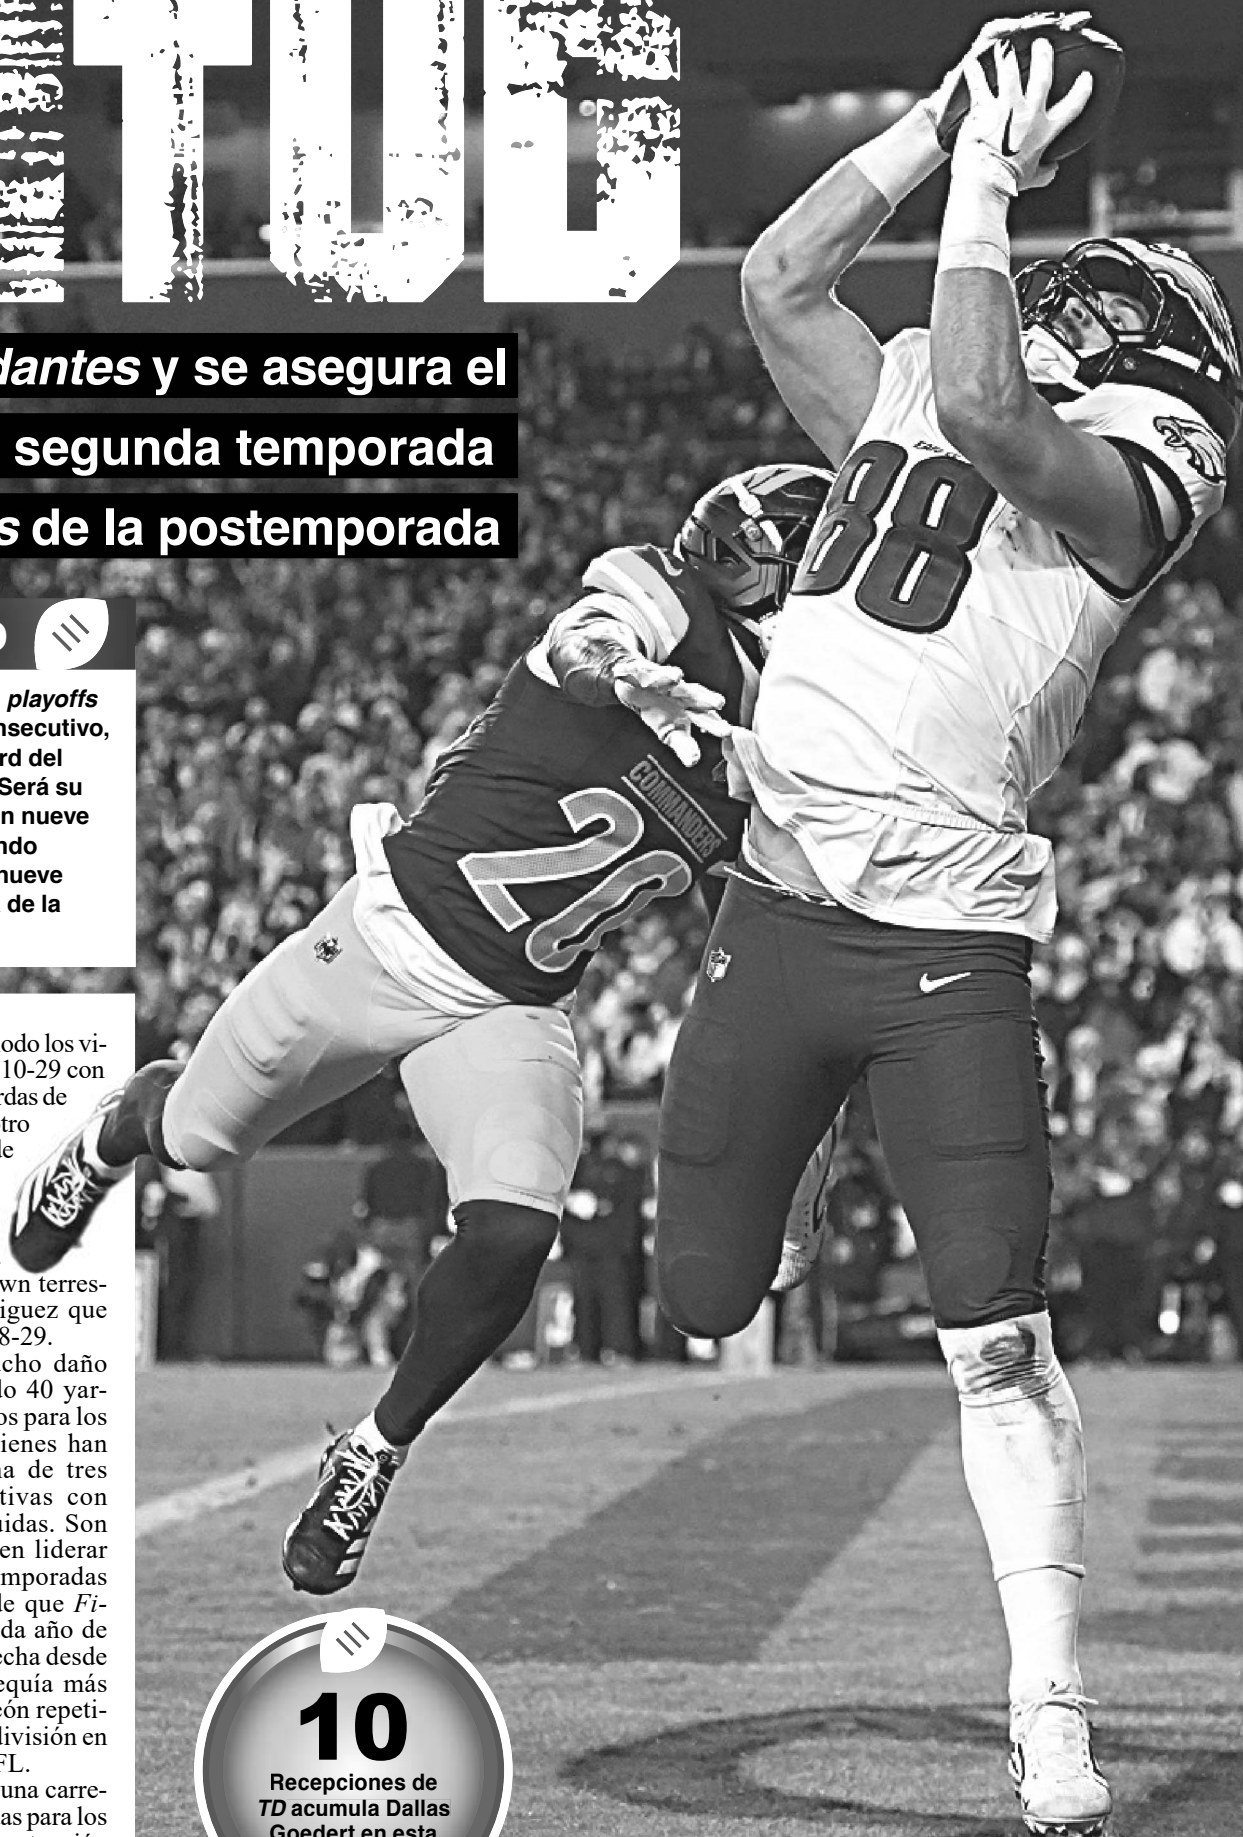 TUD
dantes y se asegura el
segunda temporada
s de la postemporada
playoffs
nsecutivo,
rd del
Será su
n nueve
ndo
nueve
de la
odo los vi-
10-29 con
rdas de
tro
le
wn terres-
iguez que
8-29.
cho daño
do 40 yar-
os para los
ienes han
na de tres
tivas con
uidas. Son
en liderar
mporadas
de que Fi-
da año de
echa desde
equía más
eón repeti-
división en
FL.
una carre-
as para los
88
COMMANDERS
20
10
Recepciones de
TD acumula Dallas
Goedert en esta